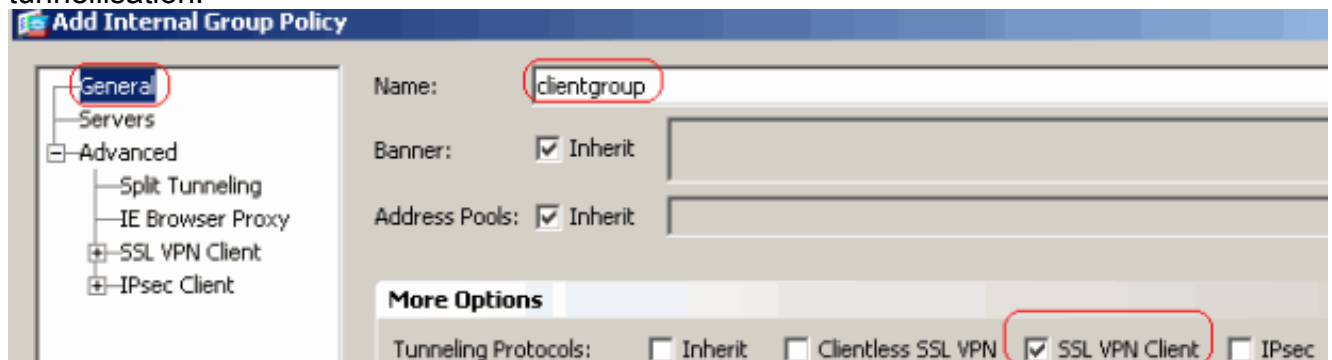 tunnellisation.
Add Internal Group Policy
General
Servers
Advanced
Split Tunneling
IE Browser Proxy
SSL VPN Client
IPsec Client
Name: clientgroup
Banner: Inherit
Address Pools: Inherit
More Options
Tunneling Protocols: Inherit Clientless SSL VPN SSL VPN Client IPsec